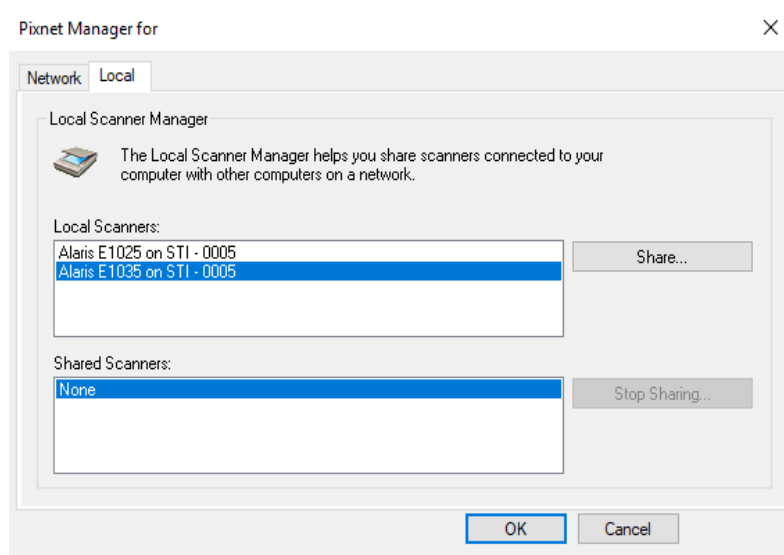 Pixnet Manager for
Network
Local
Local Scanner Manager
The Local Scanner Manager helps you share scanners connected to your
computer with other computers on a network.
Local Scanners:
Alaris E1025 on STI - 0005
Alaris E1035 on STI - 0005
Share...
Shared Scanners:
None
Stop Sharing...
OK
Cancel